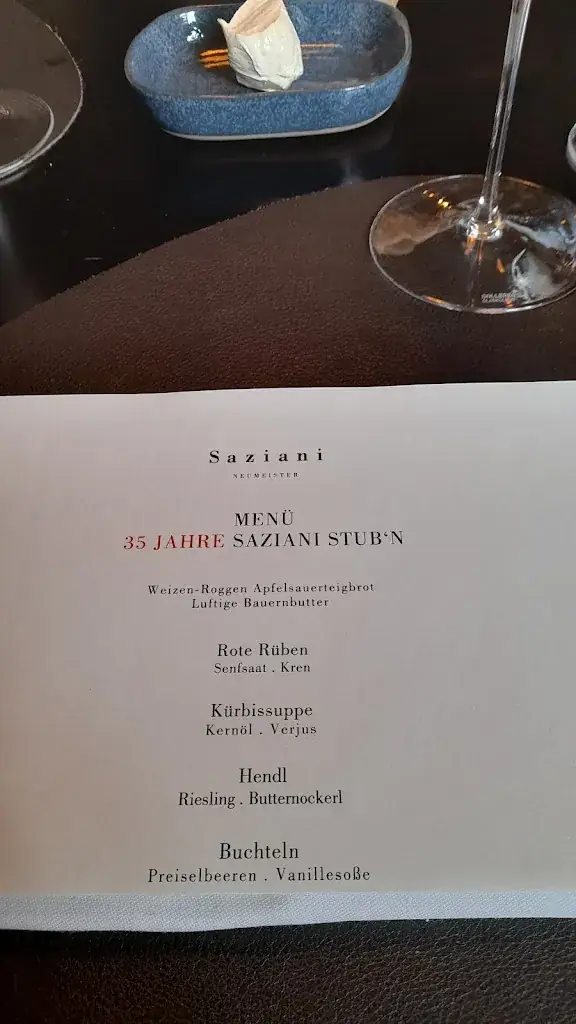 Saziani
NEUMEISTER
MENÜ
35 JAHRE SAZIANI STUB‘N
Weizen-Roggen Apfelsauerteigbrot
Luftige Bauernbutter
Rote Rüben
Senfsaat . Kren
Kürbissuppe
Kernöl . Verjus
Hendl
Riesling . Butternockerl
Buchteln
Preiselbeeren . Vanillesoße